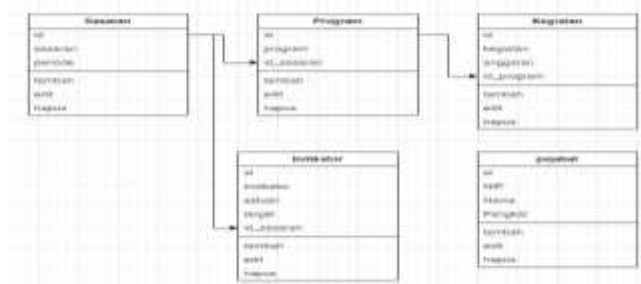 Sasaran
id
sasaran
periode
tambah
edit
hapus
Program
id
program
id_sasaran
tambah
edit
hapus
Kegiatan
id
kegiatan
anggaran
id_program
tambah
edit
hapus
Indikator
id
indikator
satuan
target
id_sasaran
tambah
edit
hapus
pejabat
id
NIP
Nama
Pangkat
tambah
edit
hapus